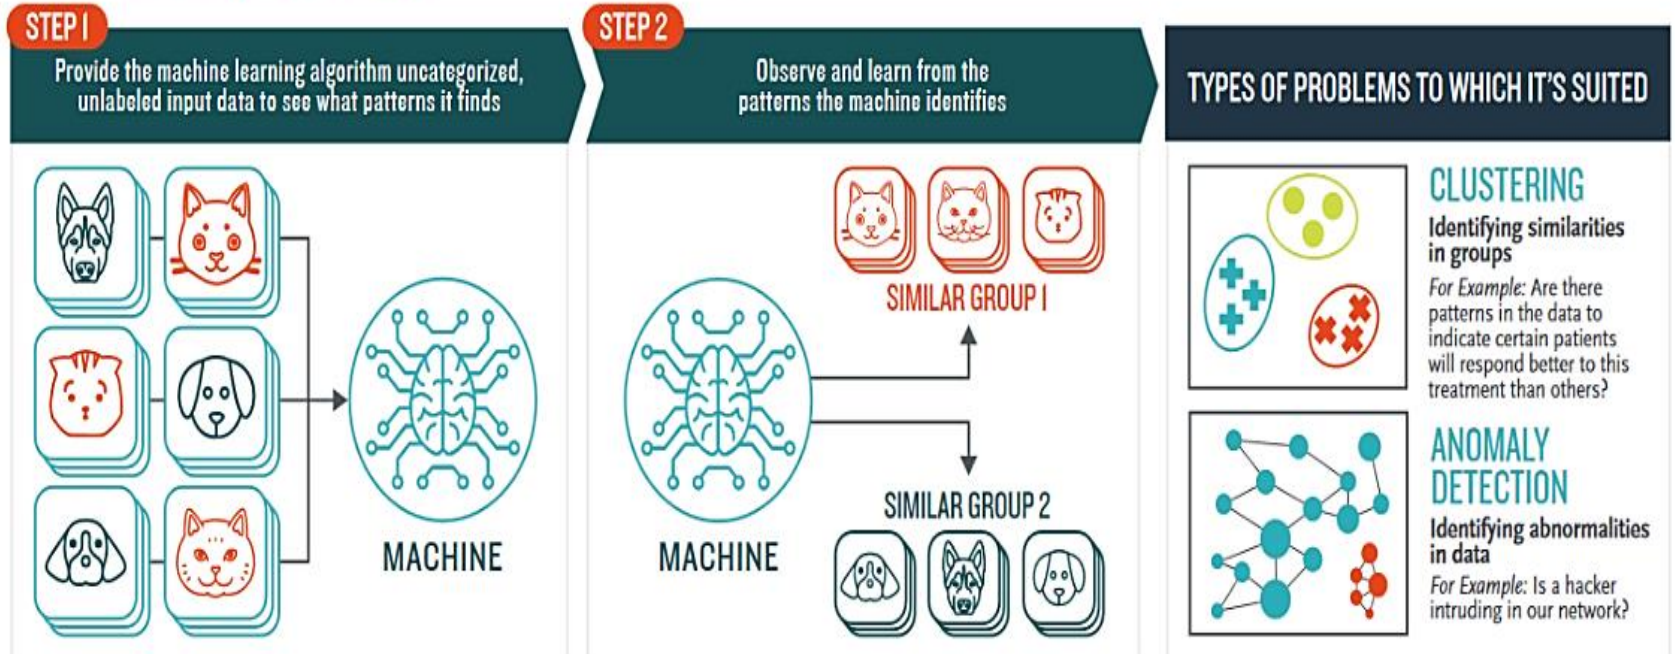 STEP 1
Provide the machine learning algorithm uncategorized,
unlabeled input data to see what patterns it finds
MACHINE
STEP 2
Observe and learn from the
patterns the machine identifies
MACHINE
SIMILAR GROUP 1
SIMILAR GROUP 2
TYPES OF PROBLEMS TO WHICH IT'S SUITED
CLUSTERING
Identifying similarities
in groups
For Example: Are there
patterns in the data to
indicate certain patients
will respond better to this
treatment than others?
ANOMALY
DETECTION
Identifying abnormalities
in data
For Example: Is a hacker
intruding in our network?